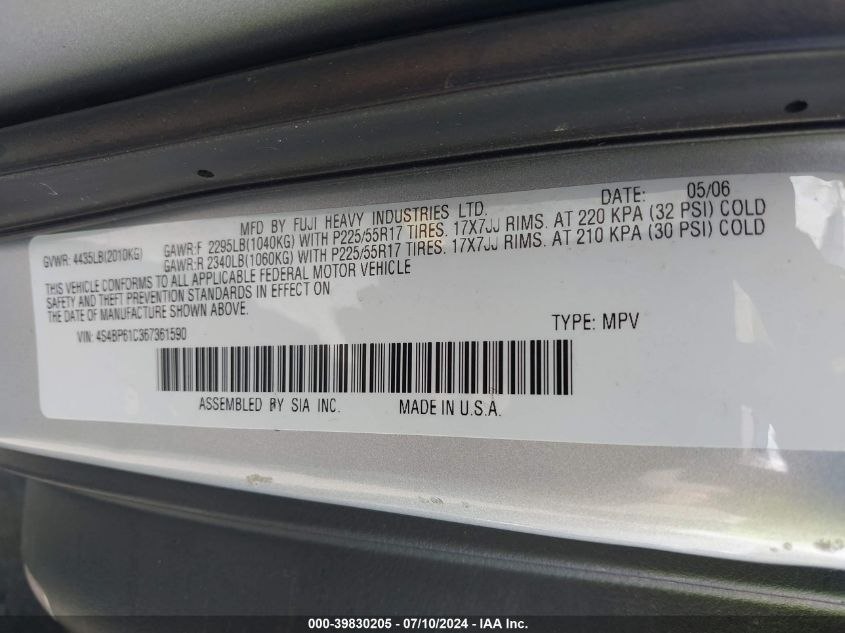 MFD BY FUJI HEAVY INDUSTRIES LTD. DATE: 05/06
GVWR: 4435LB(2010KG) GAWR:F 2295LB(1040KG) WITH P225/55R17 TIRES. 17X7JJ RIMS. AT 220 KPA (32 PSI) COLD
GAWR:R 2340LB(1060KG) WITH P225/55R17 TIRES. 17X7JJ RIMS. AT 210 KPA (30 PSI) COLD
THIS VEHICLE CONFORMS TO ALL APPLICABLE FEDERAL MOTOR VEHICLE
SAFETY AND THEFT PREVENTION STANDARDS IN EFFECT ON
THE DATE OF MANUFACTURE SHOWN ABOVE.
VIN: 4S4BP61C367361590 TYPE: MPV
ASSEMBLED BY SIA INC. MADE IN U.S.A.
000-39830205 - 07/10/2024 - IAA Inc.